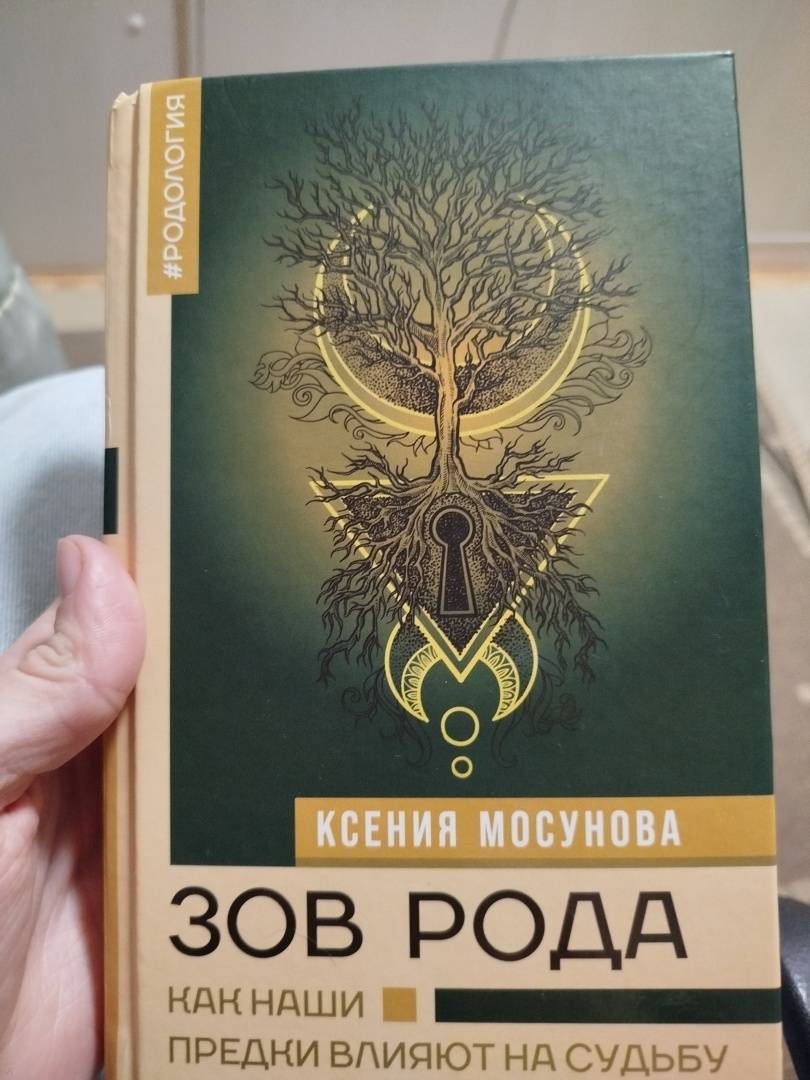 #РОДОЛОГИЯ
КСЕНИЯ МОСУНОВА
ЗОВ РОДА
КАК НАШИ
ПРЕДКИ ВЛИЯЮТ НА СУДЬБУ